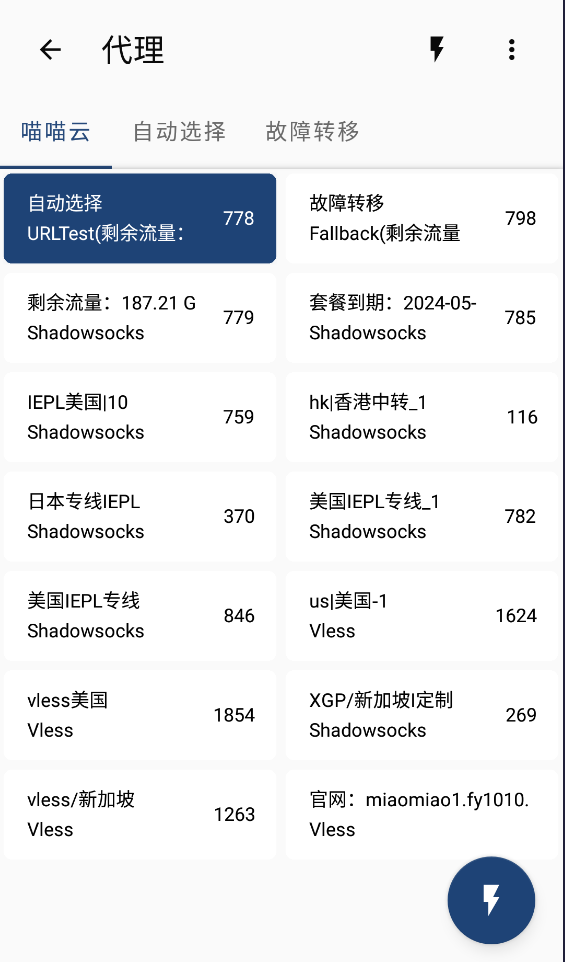 代理
喵喵云 自动选择 故障转移
自动选择
URLTest(剩余流量：
778
故障转移
Fallback(剩余流量
798
剩余流量：187.21 G
Shadowsocks
779
套餐到期：2024-05-
Shadowsocks
785
IEPL美国|10
Shadowsocks
759
hk|香港中转_1
Shadowsocks
116
日本专线IEPL
Shadowsocks
370
美国IEPL专线_1
Shadowsocks
782
美国IEPL专线
Shadowsocks
846
us|美国-1
Vless
1624
vless美国
Vless
1854
XGP/新加坡I定制
Shadowsocks
269
vless/新加坡
Vless
1263
官网：miaomiao1.fy1010.
Vless